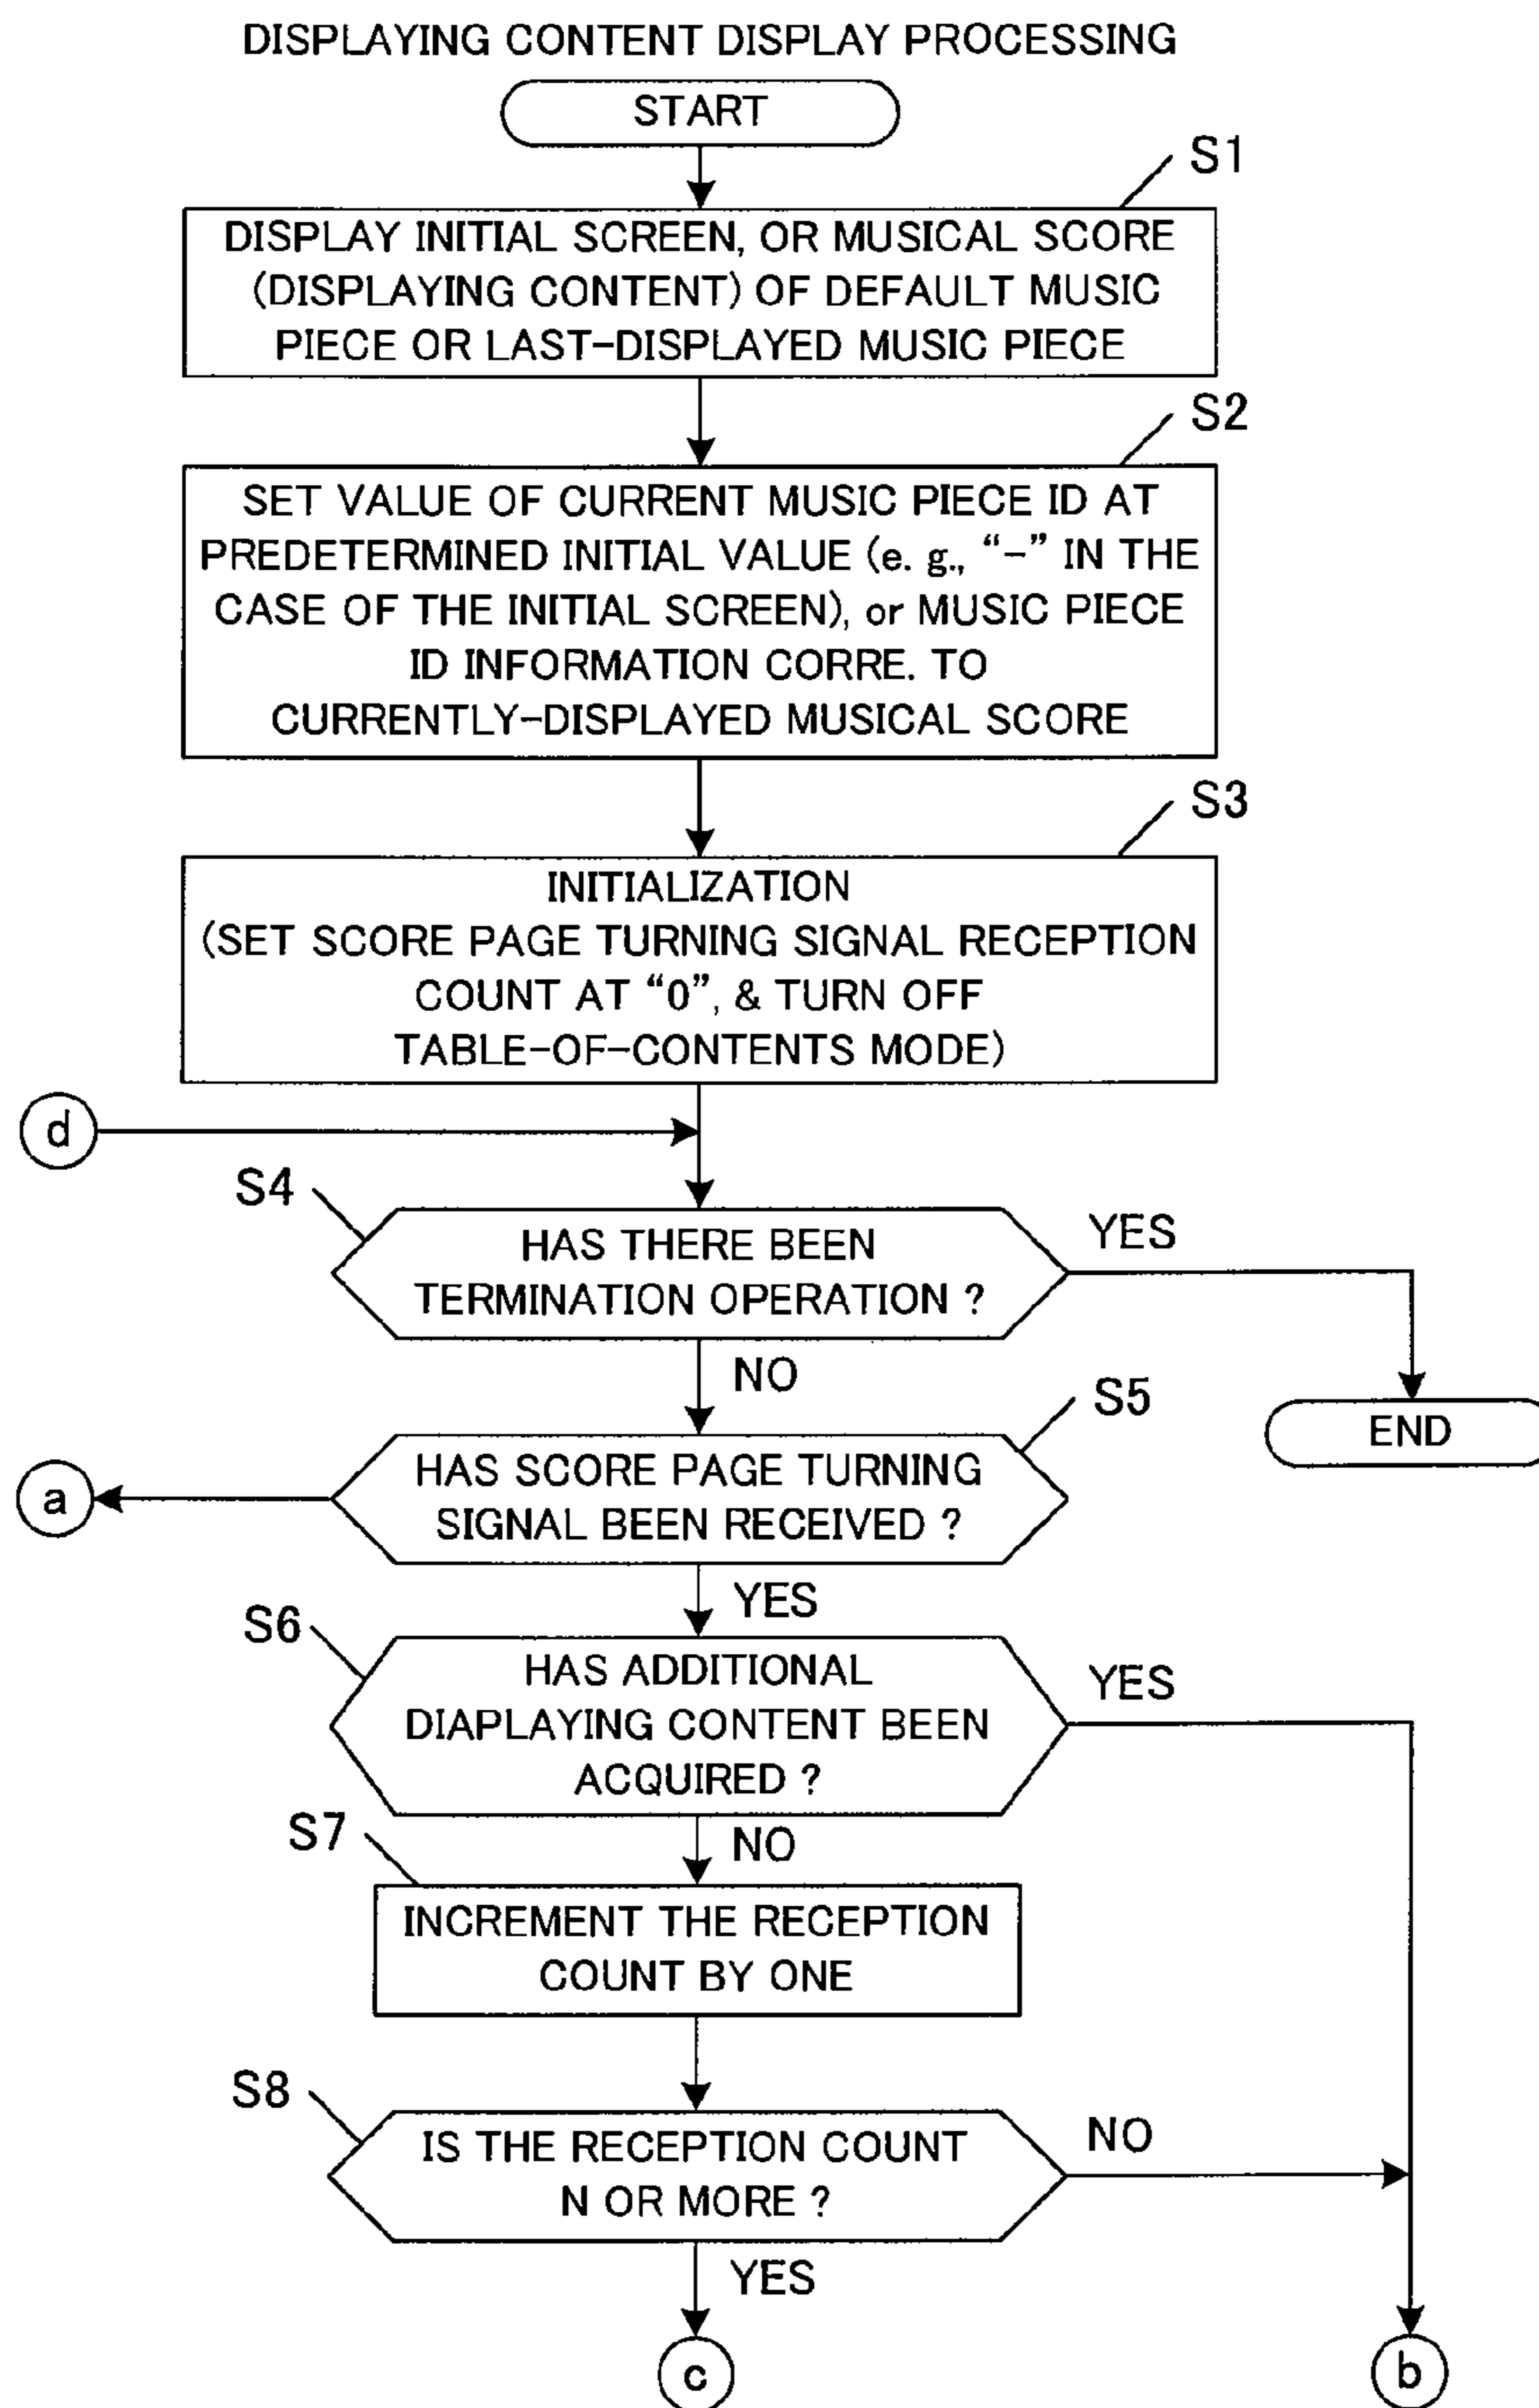 DISPLAYING CONTENT DISPLAY PROCESSING
START
S1
DISPLAY INITIAL SCREEN, OR MUSICAL SCORE
(DISPLAYING CONTENT) OF DEFAULT MUSIC
PIECE OR LAST-DISPLAYED MUSIC PIECE
S2
SET VALUE OF CURRENT MUSIC PIECE ID AT
PREDETERMINED INITIAL VALUE (e. g., “-” IN THE
CASE OF THE INITIAL SCREEN), or MUSIC PIECE
ID INFORMATION CORRE. TO
CURRENTLY-DISPLAYED MUSICAL SCORE
S3
INITIALIZATION
(SET SCORE PAGE TURNING SIGNAL RECEPTION
COUNT AT “0”, & TURN OFF
TABLE-OF-CONTENTS MODE)
d
S4
HAS THERE BEEN
TERMINATION OPERATION ?
YES
NO
END
S5
HAS SCORE PAGE TURNING
SIGNAL BEEN RECEIVED ?
a
YES
S6
HAS ADDITIONAL
DIAPLAYING CONTENT BEEN
ACQUIRED ?
YES
NO
S7
INCREMENT THE RECEPTION
COUNT BY ONE
S8
IS THE RECEPTION COUNT
N OR MORE ?
NO
YES
c
b